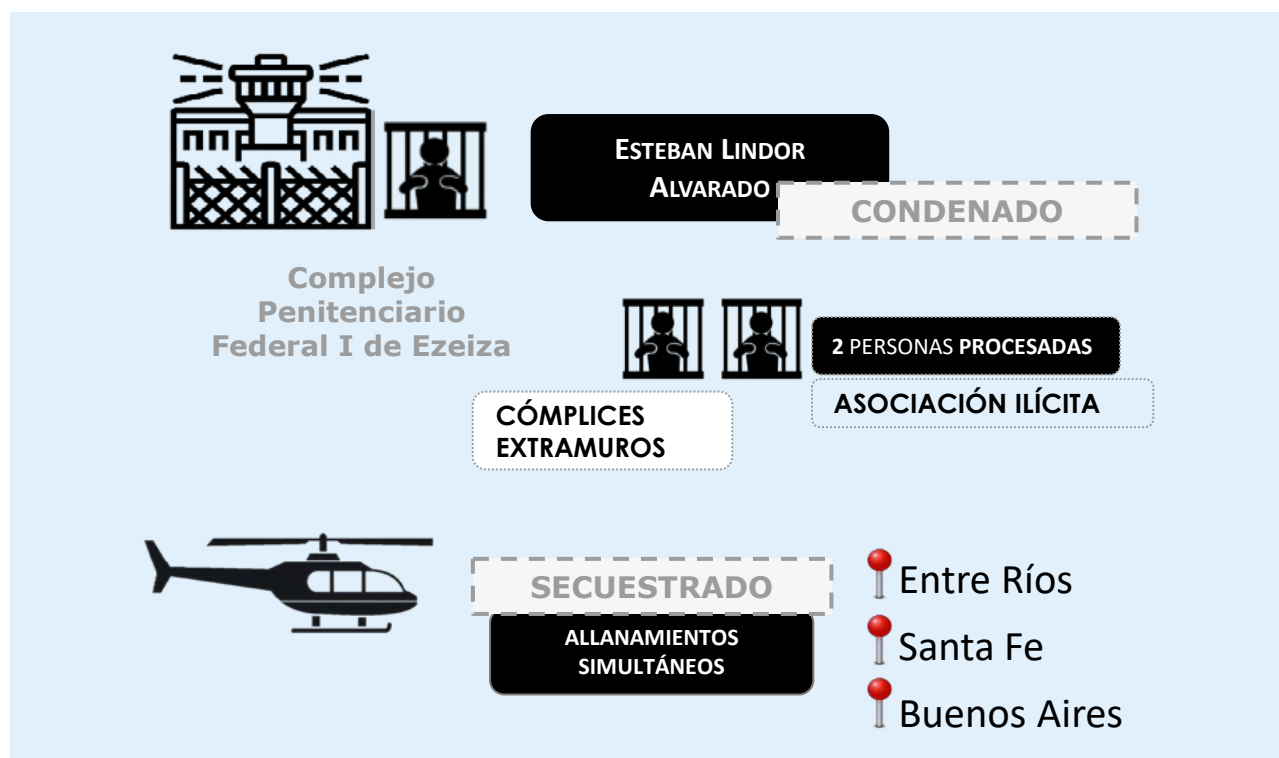 ESTEBAN LINDOR
ALVARADO
CONDENADO
Complejo
Penitenciario
Federal I de Ezeiza
2 PERSONAS PROCESADAS
ASOCIACIÓN ILÍCITA
CÓMPLICES
EXTRAMUROS
SECUESTRADO
ALLANAMIENTOS
SIMULTÁNEOS
Entre Ríos
Santa Fe
Buenos Aires